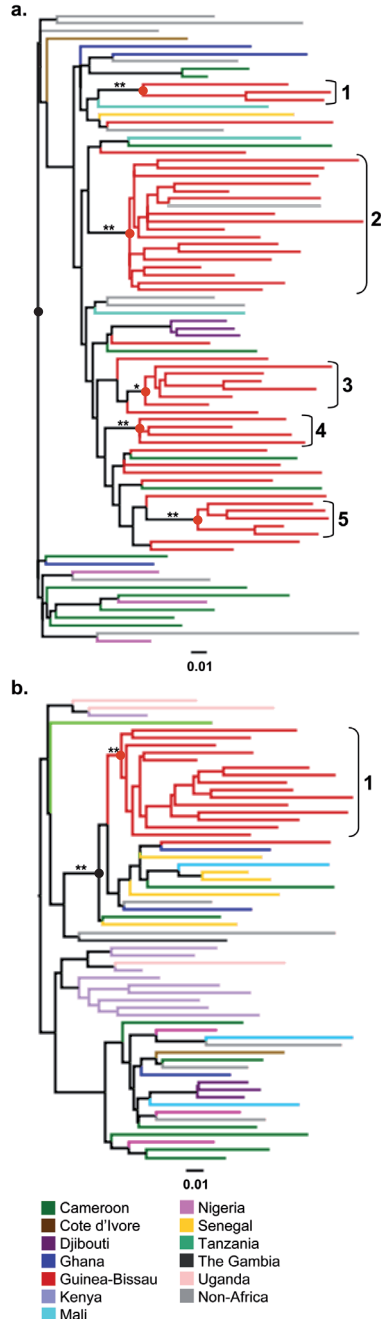 a.
**
1
**
2
*
3
**
4
**
5
0.01
b.
**
1
**
0.01
Cameroon
Cote d'Ivore
Djibouti
Ghana
Guinea-Bissau
Kenya
Mali
Nigeria
Senegal
Tanzania
The Gambia
Uganda
Non-Africa